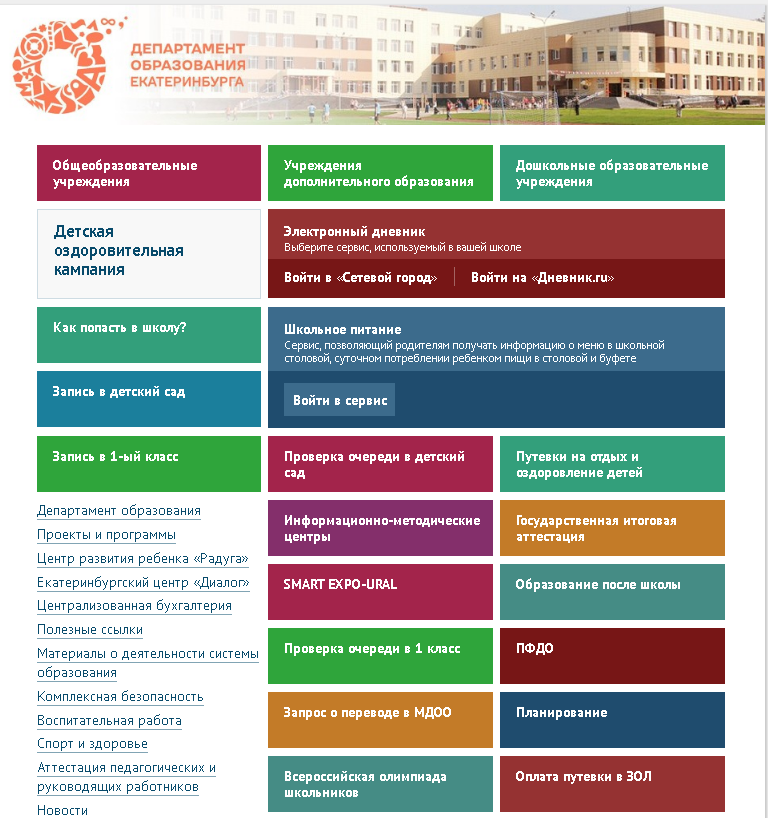 ДЕПАРТАМЕНТ
ОБРАЗОВАНИЯ
ЕКАТЕРИНБУРГА
Общеобразовательные
учреждения
Учреждения
дополнительного образования
Дошкольные образовательные
учреждения
Детская
оздоровительная
кампания
Электронный дневник
Выберите сервис, используемый в вашей школе
Войти в «Сетевой город»
Войти на «Дневник.ru»
Как попасть в школу?
Школьное питание
Сервис, позволяющий родителям получать информацию о меню в школьной
столовой, суточном потреблении ребенком пищи в столовой и буфете
Запись в детский сад
Войти в сервис
Запись в 1-ый класс
Проверка очереди в детский
сад
Путевки на отдых и
оздоровление детей
Департамент образования
Проекты и программы
Центр развития ребенка «Радуга»
Екатеринбургский центр «Диалог»
Централизованная бухгалтерия
Полезные ссылки
Материалы о деятельности системы
образования
Комплексная безопасность
Воспитательная работа
Спорт и здоровье
Аттестация педагогических и
руководящих работников
Новости
Информационно-методические
центры
Государственная итоговая
аттестация
SMART EXPO-URAL
Образование после школы
Проверка очереди в 1 класс
ПФДО
Запрос о переводе в МДОО
Планирование
Всероссийская олимпиада
школьников
Оплата путевки в ЗОЛ